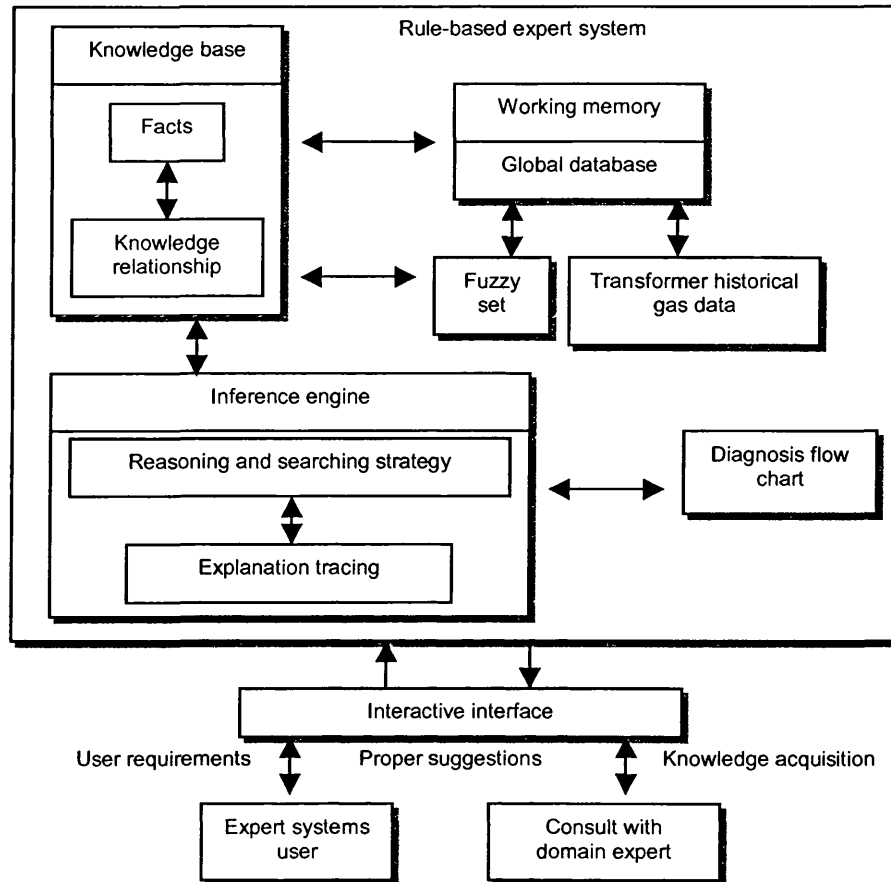 Rule-based expert system
Knowledge base
Facts
Knowledge
relationship
Working memory
Global database
Fuzzy
set
Transformer historical
gas data
Inference engine
Reasoning and searching strategy
Explanation tracing
Diagnosis flow
chart
Interactive interface
User requirements
Proper suggestions
Knowledge acquisition
Expert systems
user
Consult with
domain expert